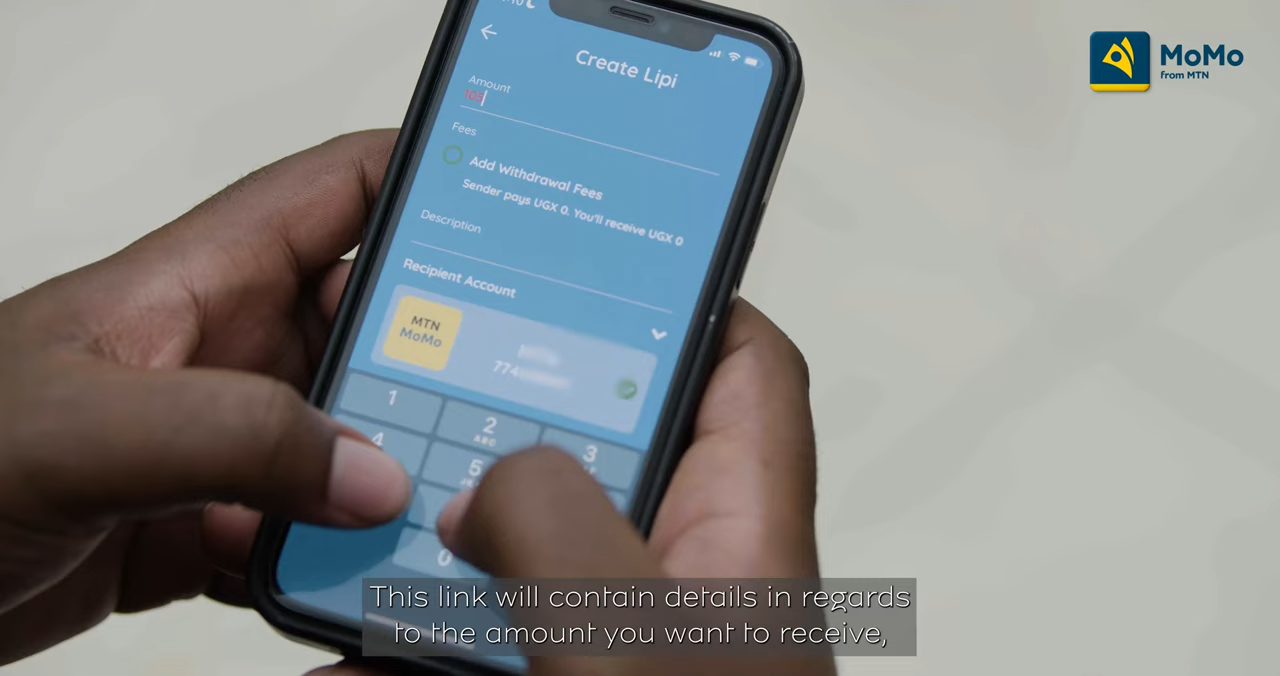 MoMo
from MTN
Create Lipi
Amount
Fees
Add Withdrawal Fees
Sender pays UGX 0. You'll receive UGX 0
Description
Recipient Account
MTN
MoMo
774
1
2
ABC
3
4
5
0
This link will contain details in regards
to the amount you want to receive,